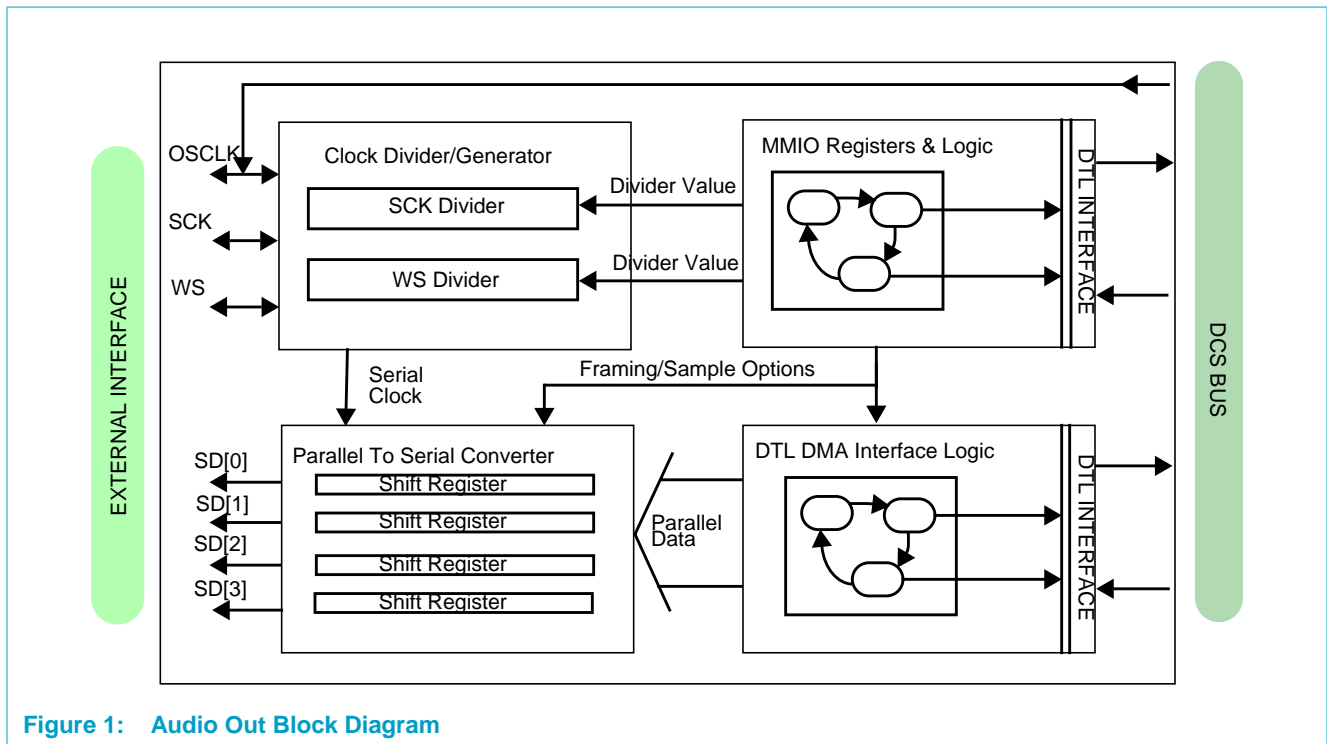 EXTERNAL INTERFACE
OSCLK
SCK
WS
Clock Divider/Generator
SCK Divider
WS Divider
Divider Value
Divider Value
MMIO Registers & Logic
DTL INTERFACE
DCS BUS
Serial
Clock
Framing/Sample Options
SD[0]
SD[1]
SD[2]
SD[3]
Parallel To Serial Converter
Shift Register
Shift Register
Shift Register
Shift Register
Parallel
Data
DTL DMA Interface Logic
DTL INTERFACE
Figure 1: Audio Out Block Diagram